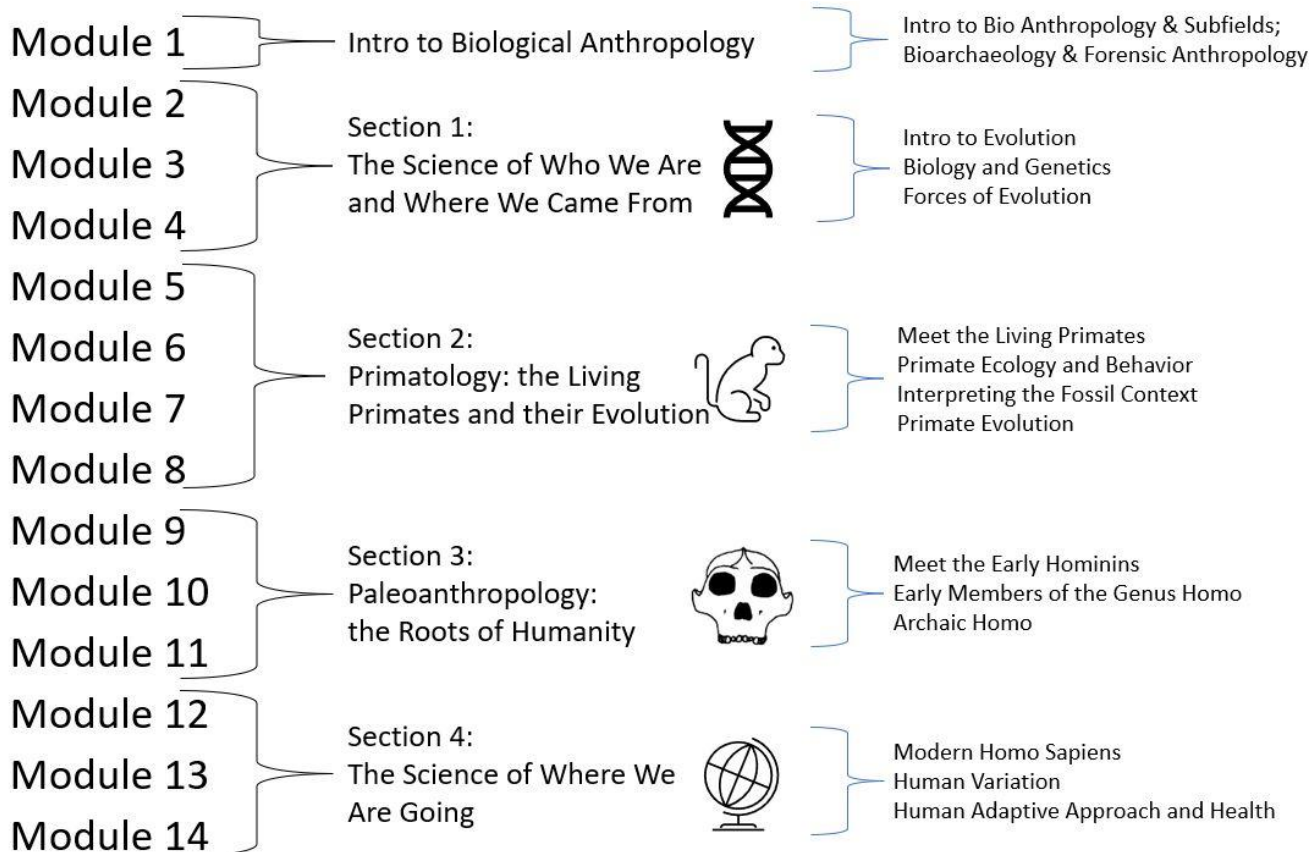 Module 1
Intro to Biological Anthropology
Intro to Bio Anthropology & Subfields;
Bioarchaeology & Forensic Anthropology
Module 2
Module 3
Module 4
Section 1:
The Science of Who We Are
and Where We Came From
Intro to Evolution
Biology and Genetics
Forces of Evolution
Module 5
Module 6
Module 7
Module 8
Section 2:
Primatology: the Living
Primates and their Evolution
Meet the Living Primates
Primate Ecology and Behavior
Interpreting the Fossil Context
Primate Evolution
Module 9
Module 10
Module 11
Section 3:
Paleoanthropology:
the Roots of Humanity
Meet the Early Hominins
Early Members of the Genus Homo
Archaic Homo
Module 12
Module 13
Module 14
Section 4:
The Science of Where We
Are Going
Modern Homo Sapiens
Human Variation
Human Adaptive Approach and Health